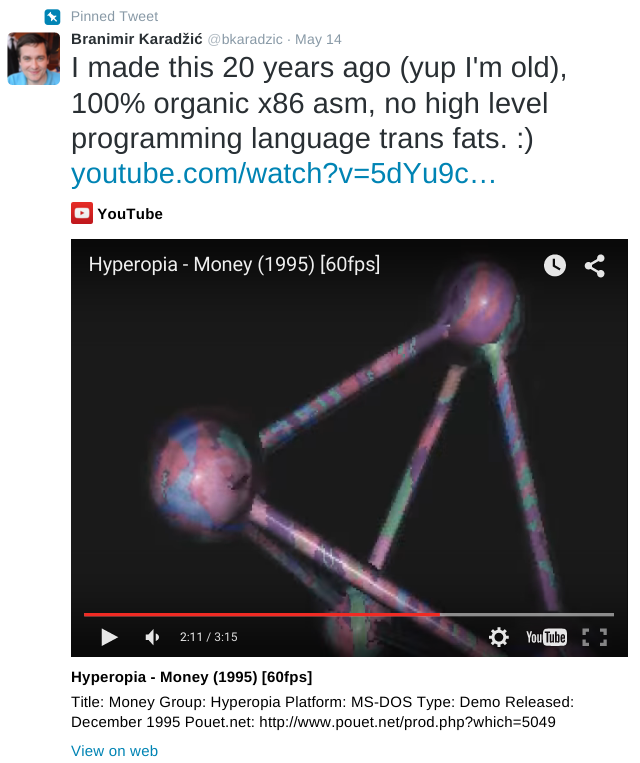 Pinned Tweet
Branimir Karadžić @bkaradzic · May 14
I made this 20 years ago (yup I'm old),
100% organic x86 asm, no high level
programming language trans fats. :)
youtube.com/watch?v=5dYu9c…
YouTube
Hyperopia - Money (1995) [60fps]
2:11 / 3:15
YouTube
Hyperopia - Money (1995) [60fps]
Title: Money Group: Hyperopia Platform: MS-DOS Type: Demo Released:
December 1995 Pouet.net: http://www.pouet.net/prod.php?which=5049
View on web